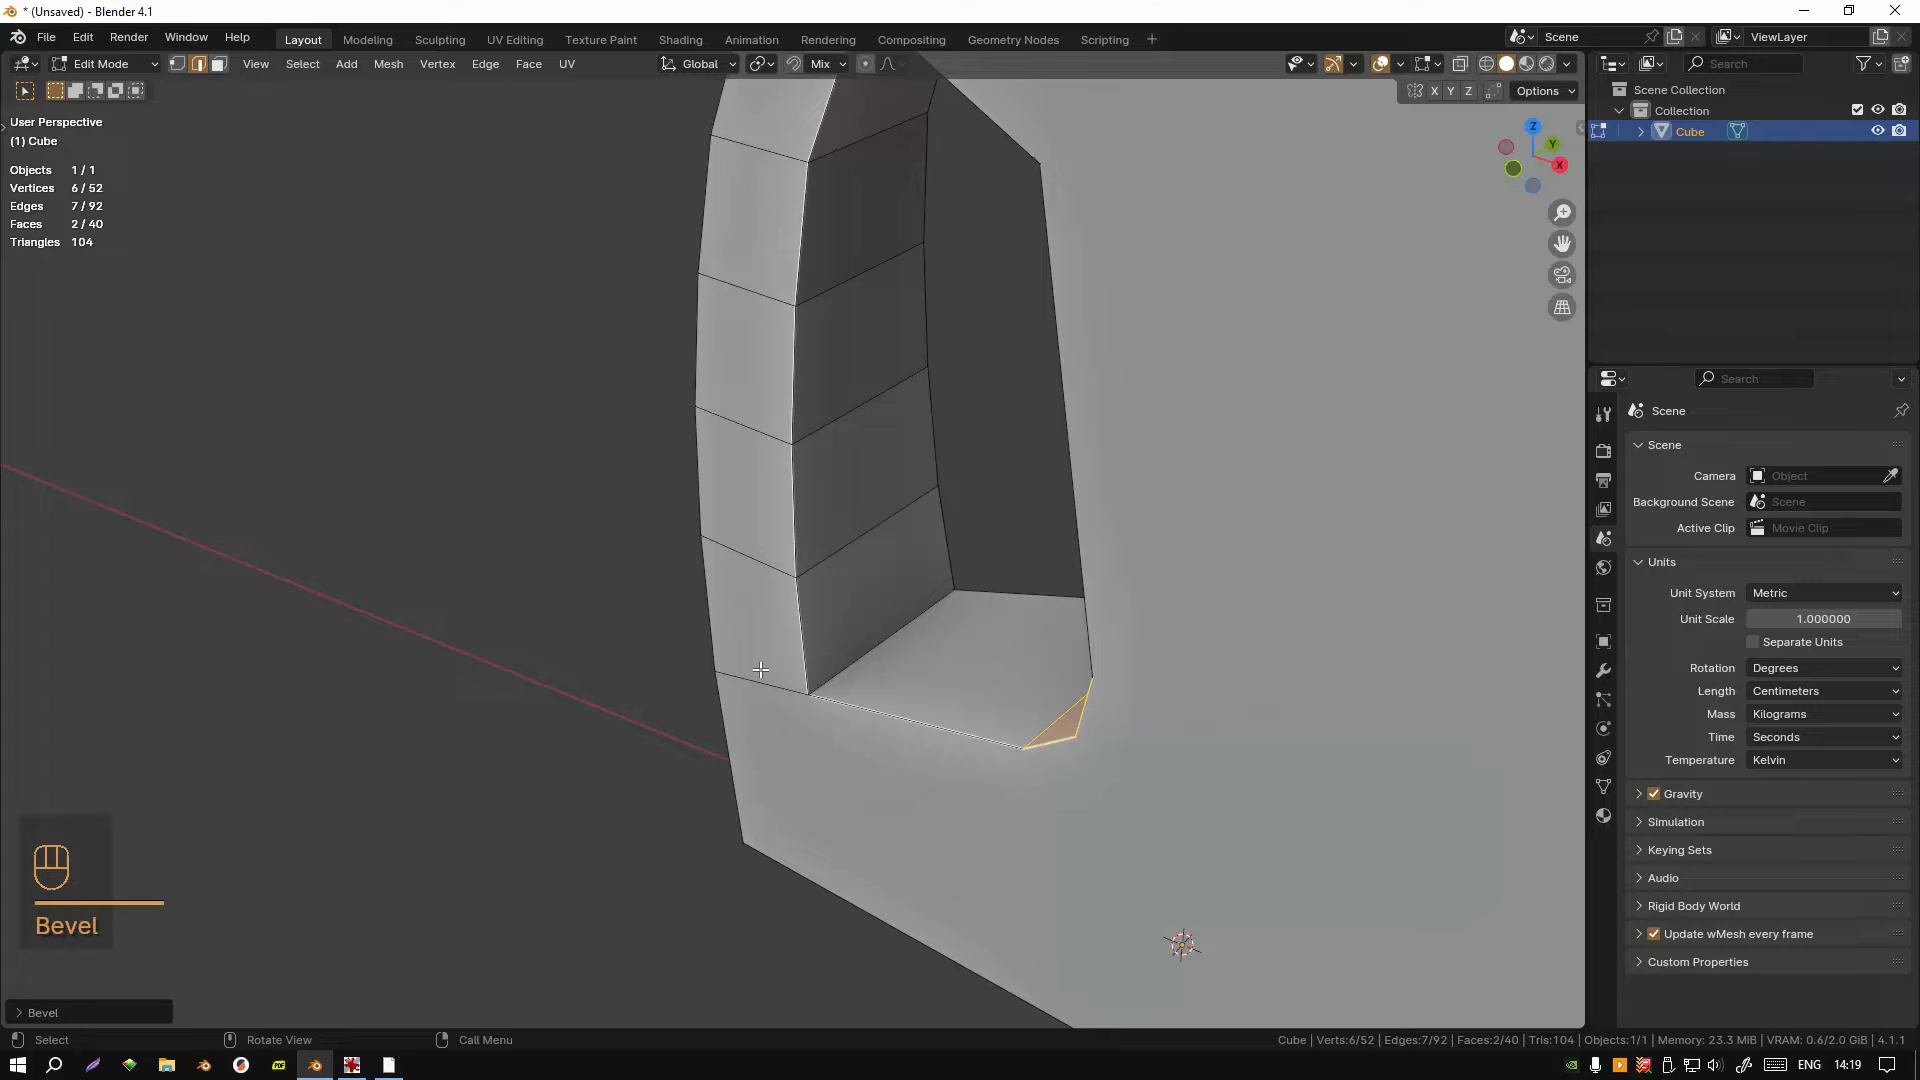 * (Unsaved) - Blender 4.1
File Edit Render Window Help Layout Modeling Sculpting UV Editing Texture Paint Shading Animation Rendering Compositing Geometry Nodes Scripting Scene ViewLayer
Edit Mode View Select Add Mesh Vertex Edge Face UV Global Mix Search
X Y Z Options
Scene Collection
Collection
Cube
User Perspective
(1) Cube
Objects 1 / 1
Vertices 6 / 52
Edges 7 / 92
Faces 2 / 40
Triangles 104
Z
Y
X
Search
Scene
Scene
Camera Object
Background Scene Scene
Active Clip Movie Clip
Units
Unit System Metric
Unit Scale 1.000000
Separate Units
Rotation Degrees
Length Centimeters
Mass Kilograms
Time Seconds
Temperature Kelvin
Gravity
Simulation
Keying Sets
Audio
Rigid Body World
Update wMesh every frame
Custom Properties
Bevel
Bevel
Select Rotate View Call Menu Cube | Verts:6/52 | Edges:7/92 | Faces:2/40 | Tris:104 | Objects:1/1 | Memory: 23.3 MiB | VRAM: 0.6/2.0 GiB | 4.1.1
ENG 14:19